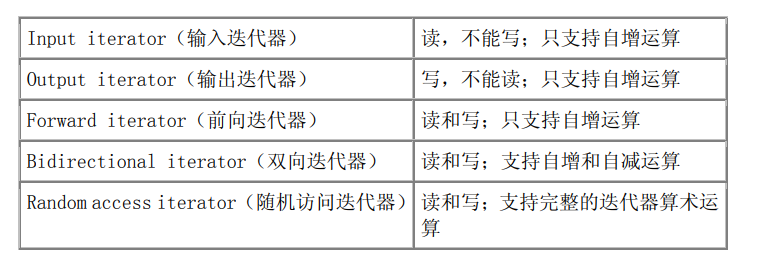 Input iterator（输入迭代器） 读，不能写；只支持自增运算
Output iterator（输出迭代器） 写，不能读；只支持自增运算
Forward iterator（前向迭代器） 读和写；只支持自增运算
Bidirectional iterator（双向迭代器） 读和写；支持自增和自减运算
Random access iterator（随机访问迭代器） 读和写；支持完整的迭代器算术运
算